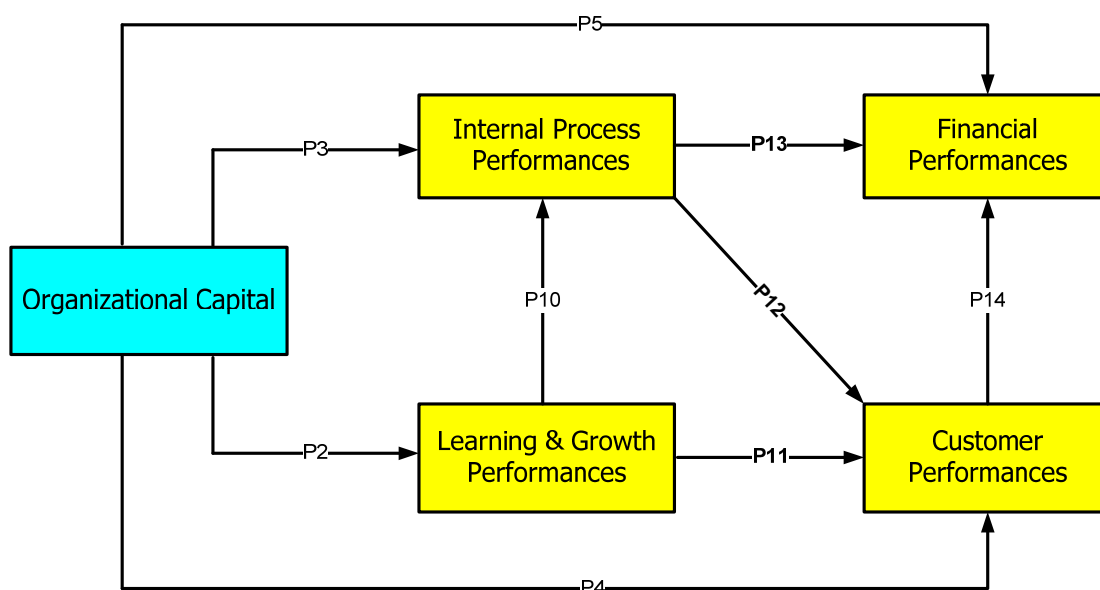 P5
Internal Process
Performances
P13
Financial
Performances
P3
Organizational Capital
P10
P12
P14
P2
Learning & Growth
Performances
P11
Customer
Performances
P4